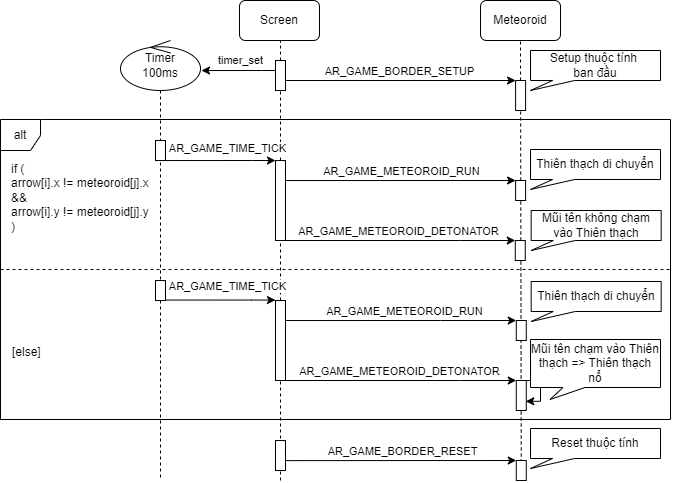 Screen
Meteoroid
Timer
100ms
timer_set
AR_GAME_BORDER_SETUP
Setup thuộc tính
ban đầu
alt
if (
arrow[i].x != meteoroid[j].x
&&
arrow[i].y != meteoroid[j].y
)
AR_GAME_TIME_TICK
AR_GAME_METEOROID_RUN
Thiên thạch di chuyển
AR_GAME_METEOROID_DETONATOR
Mũi tên không chạm
vào Thiên thạch
AR_GAME_TIME_TICK
AR_GAME_METEOROID_RUN
Thiên thạch di chuyển
[else]
AR_GAME_METEOROID_DETONATOR
Mũi tên chạm vào Thiên
thạch => Thiên thạch
nổ
AR_GAME_BORDER_RESET
Reset thuộc tính